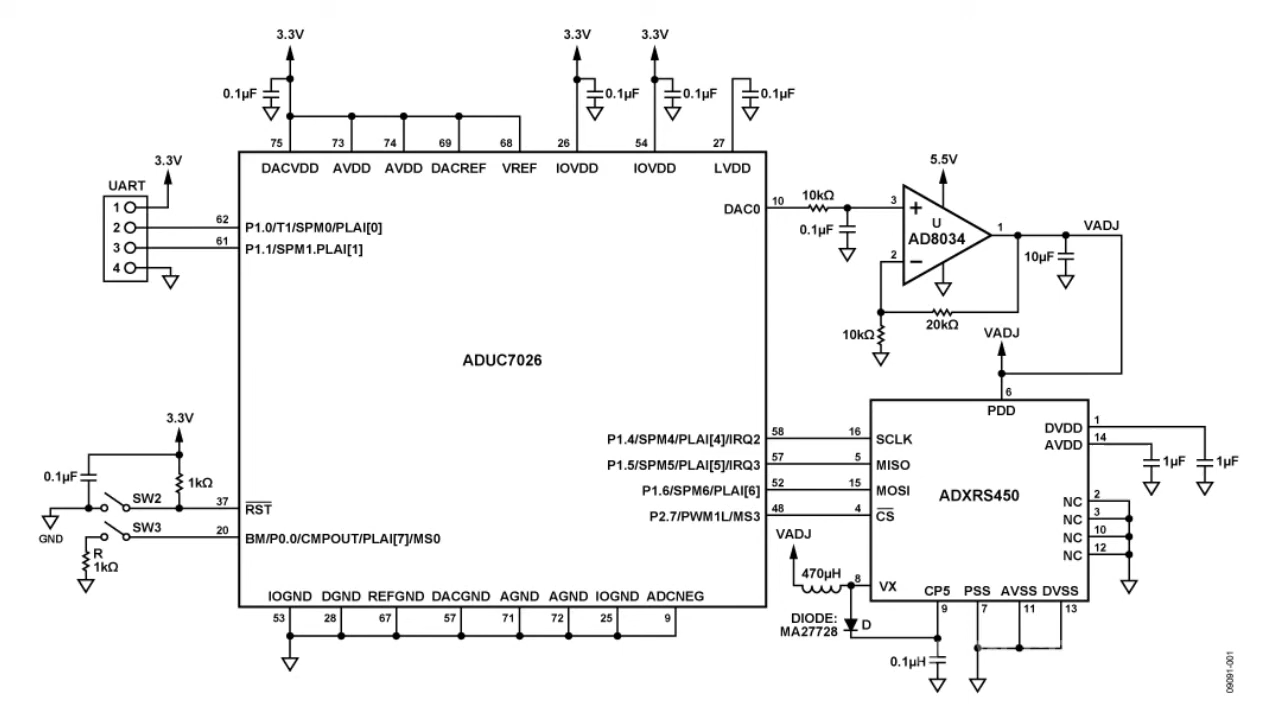 3.3V 3.3V 3.3V
0.1µF 0.1µF 0.1µF 0.1µF
75 73 74 69 68 26 54 27
DACVDD AVDD AVDD DACREF VREF IOVDD IOVDD LVDD
3.3V
UART
1
2
3
4
62 P1.0/T1/SPM0/PLAI[0]
61 P1.1/SPM1.PLAI[1]
DAC0 10
10kΩ
0.1µF
5.5V
3 +
U
AD8034
2 −
1
VADJ
10µF
20kΩ
10kΩ
VADJ
ADUC7026
6
PDD
DVDD 1
AVDD 14
1µF 1µF
P1.4/SPM4/PLAI[4]/IRQ2 58 16 SCLK
P1.5/SPM5/PLAI[5]/IRQ3 57 5 MISO
P1.6/SPM6/PLAI[6] 52 15 MOSI
P2.7/PWM1L/MS3 48 4 CS
ADXRS450
NC 2
NC 3
NC 10
NC 12
3.3V
0.1µF
1kΩ
SW2
37 RST
GND
SW3
20 BM/P0.0/CMPOUT/PLAI[7]/MS0
R
1kΩ
VADJ
470µH
8 VX
CP5 PSS AVSS DVSS
9 7 11 13
DIODE:
MA27728
D
0.1µH
IOGND DGND REFGND DACGND AGND AGND IOGND ADCNEG
53 28 67 57 71 72 25 9
09091-001